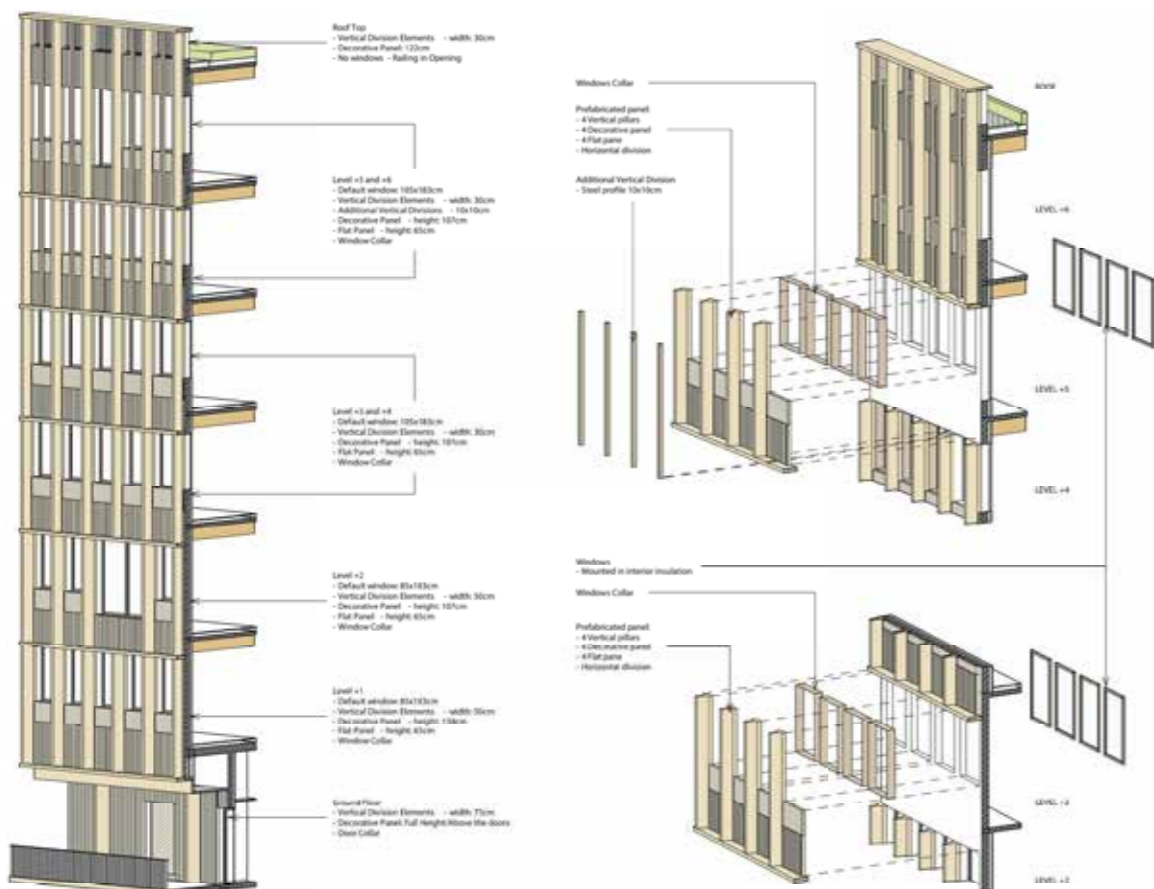 Roof Top
- Vertical Division Elements - width: 30cm
- Decorative Panel: 122cm
- No windows - Railing in Opening
Level +5 and +6
- Default window: 105x183cm
- Vertical Division Elements - width: 30cm
- Additional Vertical Divisions - 10x10cm
- Decorative Panel - height: 107cm
- Flat Panel - height: 65cm
- Window Collar
Level +3 and +4
- Default window: 105x183cm
- Vertical Division Elements - width: 30cm
- Decorative Panel - height: 107cm
- Flat Panel - height: 65cm
- Window Collar
Level +2
- Default window: 85x183cm
- Vertical Division Elements - width: 50cm
- Decorative Panel - height: 107cm
- Flat Panel - height: 65cm
- Window Collar
Level +1
- Default window: 85x183cm
- Vertical Division Elements - width: 50cm
- Decorative Panel - height:
- Flat Panel - height: 65cm
- Window Collar
Ground Floor
- Vertical Division Elements - width: 75cm
- Decorative Panel: Full Height/Above the doors
- Door Collar
Windows Collar
Prefabricated panel:
- 4 Vertical pillars
- 4 Decorative panel
- 4 Flat pane
- Horizontal division
Additional Vertical Division
- Steel profile 10x10cm
ROOF
LEVEL +6
LEVEL +5
LEVEL +4
Windows
- Mounted in interior insulation
Windows Collar
Prefabricated panel:
- 4 Vertical pillars
- 4 Decorative panel
- 4 Flat pane
- Horizontal division
LEVEL +3
LEVEL +2